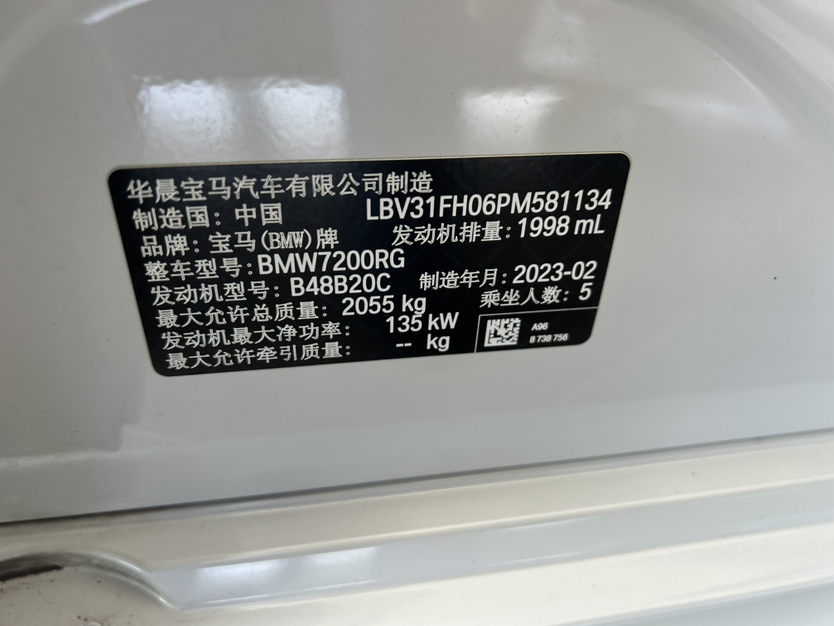 华晨宝马汽车有限公司制造
制造国：中国 LBV31FH06PM581134
品牌：宝马(BMW)牌 发动机排量：1998 mL
整车型号：BMW7200RG
发动机型号：B48B20C 制造年月：2023-02
最大允许总质量：2055 kg 乘坐人数：5
发动机最大净功率：135 kW
最大允许牵引质量：-- kg
A96
8 738 756